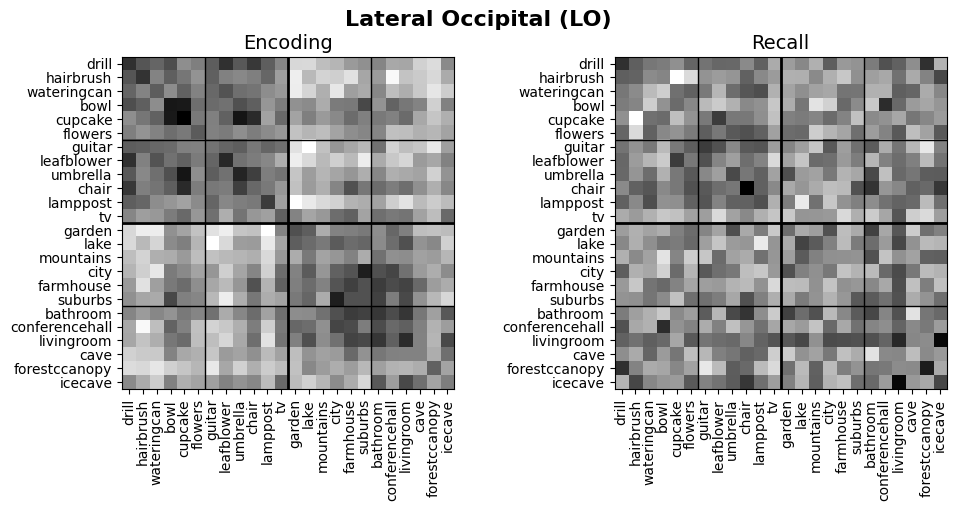 Lateral Occipital (LO)
Encoding
drill
hairbrush
wateringcan
bowl
cupcake
flowers
guitar
leafblower
umbrella
chair
lamppost
tv
garden
lake
mountains
city
farmhouse
suburbs
bathroom
conferencehall
livingroom
cave
forestccanopy
icecave
drill
hairbrush
wateringcan
bowl
cupcake
flowers
guitar
leafblower
umbrella
chair
lamppost
tv
garden
lake
mountains
city
farmhouse
suburbs
bathroom
conferencehall
livingroom
cave
forestccanopy
icecave
Recall
drill
hairbrush
wateringcan
bowl
cupcake
flowers
guitar
leafblower
umbrella
chair
lamppost
tv
garden
lake
mountains
city
farmhouse
suburbs
bathroom
conferencehall
livingroom
cave
forestccanopy
icecave
drill
hairbrush
wateringcan
bowl
cupcake
flowers
guitar
leafblower
umbrella
chair
lamppost
tv
garden
lake
mountains
city
farmhouse
suburbs
bathroom
conferencehall
livingroom
cave
forestccanopy
icecave